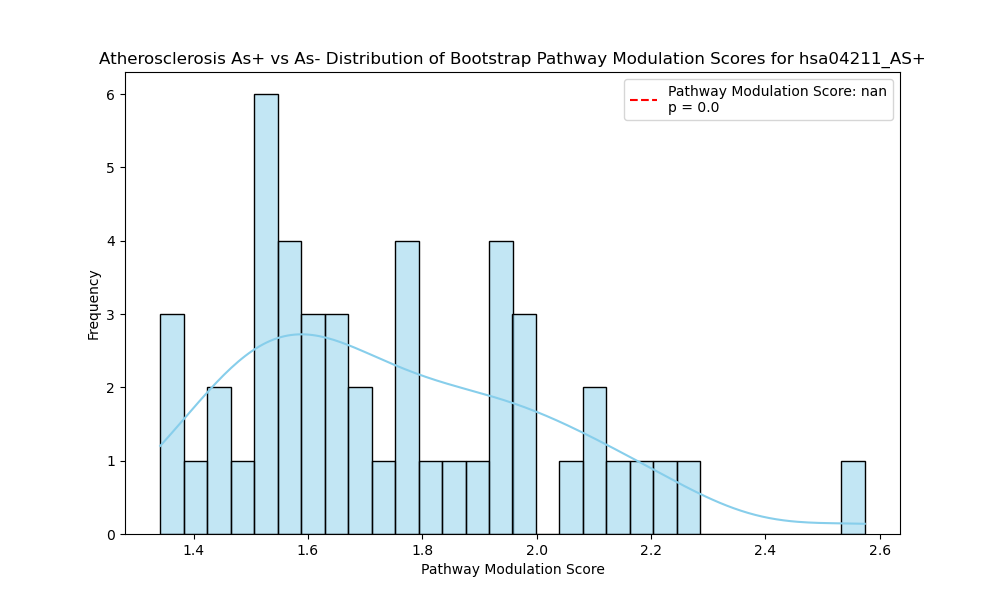 Atherosclerosis As+ vs As- Distribution of Bootstrap Pathway Modulation Scores for hsa04211_AS+
Pathway Modulation Score: nan
p = 0.0
Frequency
6
5
4
3
2
1
0
1.4 1.6 1.8 2.0 2.2 2.4 2.6
Pathway Modulation Score